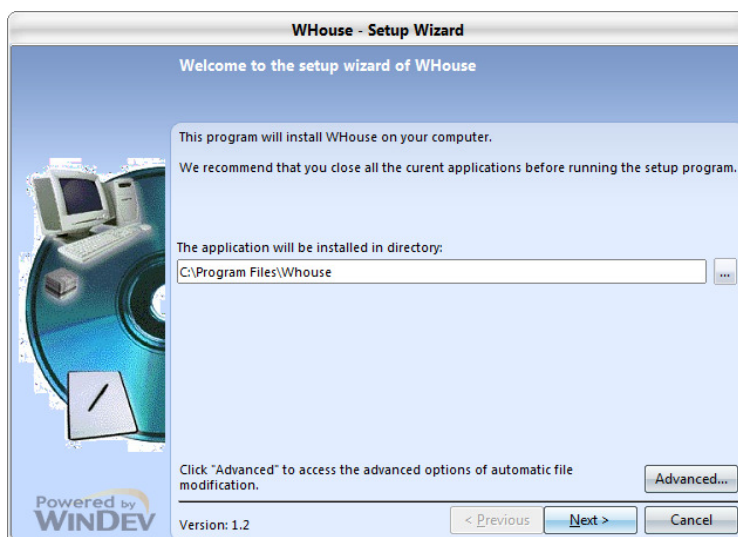 WHouse - Setup Wizard
Welcome to the setup wizard of WHouse
This program will install WHouse on your computer.
We recommend that you close all the curent applications before running the setup program.
The application will be installed in directory:
C:\Program Files\Whouse
...
Click "Advanced" to access the advanced options of automatic file
modification.
Advanced...
Powered by
WINDEV
Version: 1.2
< Previous
Next >
Cancel